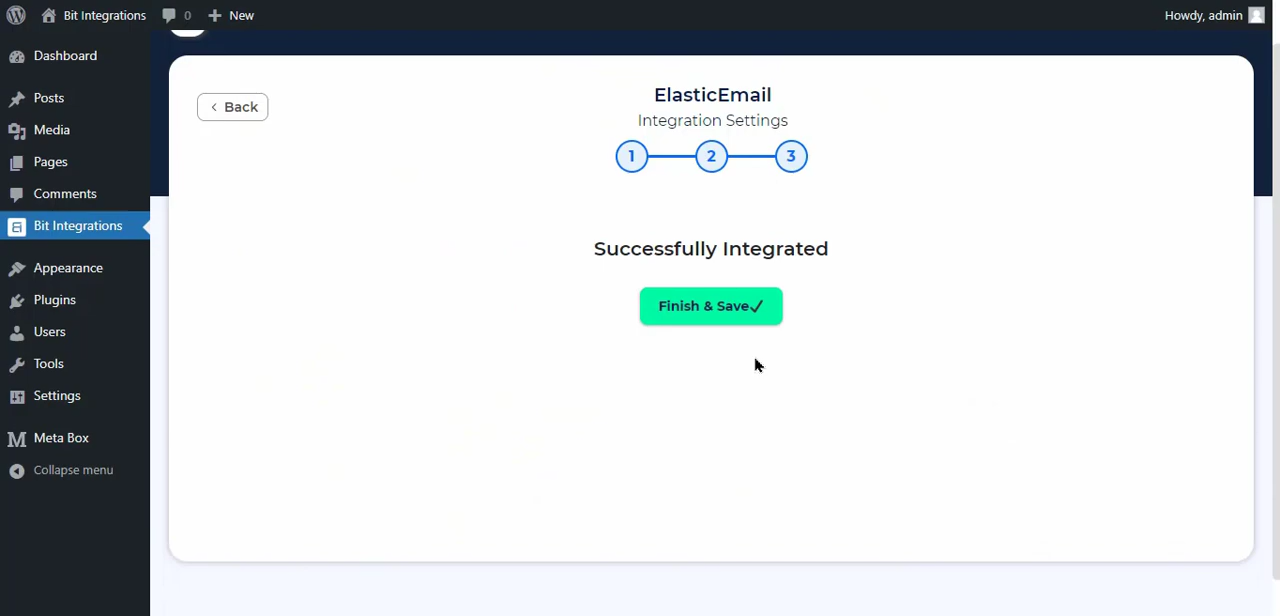 Bit Integrations
0
New
Howdy, admin
Dashboard
Posts
Media
Pages
Comments
Bit Integrations
Appearance
Plugins
Users
Tools
Settings
Meta Box
Collapse menu
Back
ElasticEmail
Integration Settings
1 2 3
Successfully Integrated
Finish & Save✓